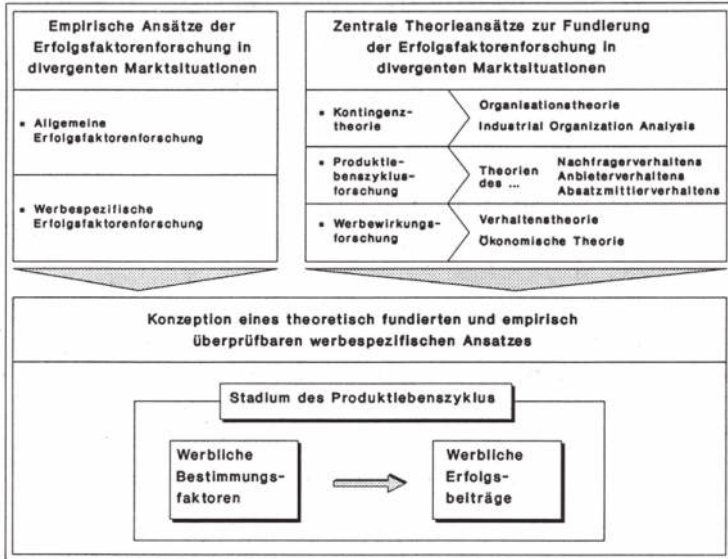 Empirische Ansätze der
Erfolgsfaktorenforschung in
divergenten Marktsituationen
▪ Allgemeine
Erfolgsfaktorenforschung
▪ Werbespezifische
Erfolgsfaktorenforschung
Zentrale Theorieansätze zur Fundierung
der Erfolgsfaktorenforschung in
divergenten Marktsituationen
▪ Kontingenz-
theorie
Organisationstheorie
Industrial Organization Analysis
▪ Produktle-
benszyklus-
forschung
Theorien
des ...
Nachfragerverhaltens
Anbieterverhaltens
Absatzmittlerverhaltens
▪ Werbewirkungs-
forschung
Verhaltenstheorie
Ökonomische Theorie
Konzeption eines theoretisch fundierten und empirisch
überprüfbaren werbespezifischen Ansatzes
Stadium des Produktlebenszyklus
Werbliche
Bestimmungs-
faktoren
Werbliche
Erfolgs-
beiträge